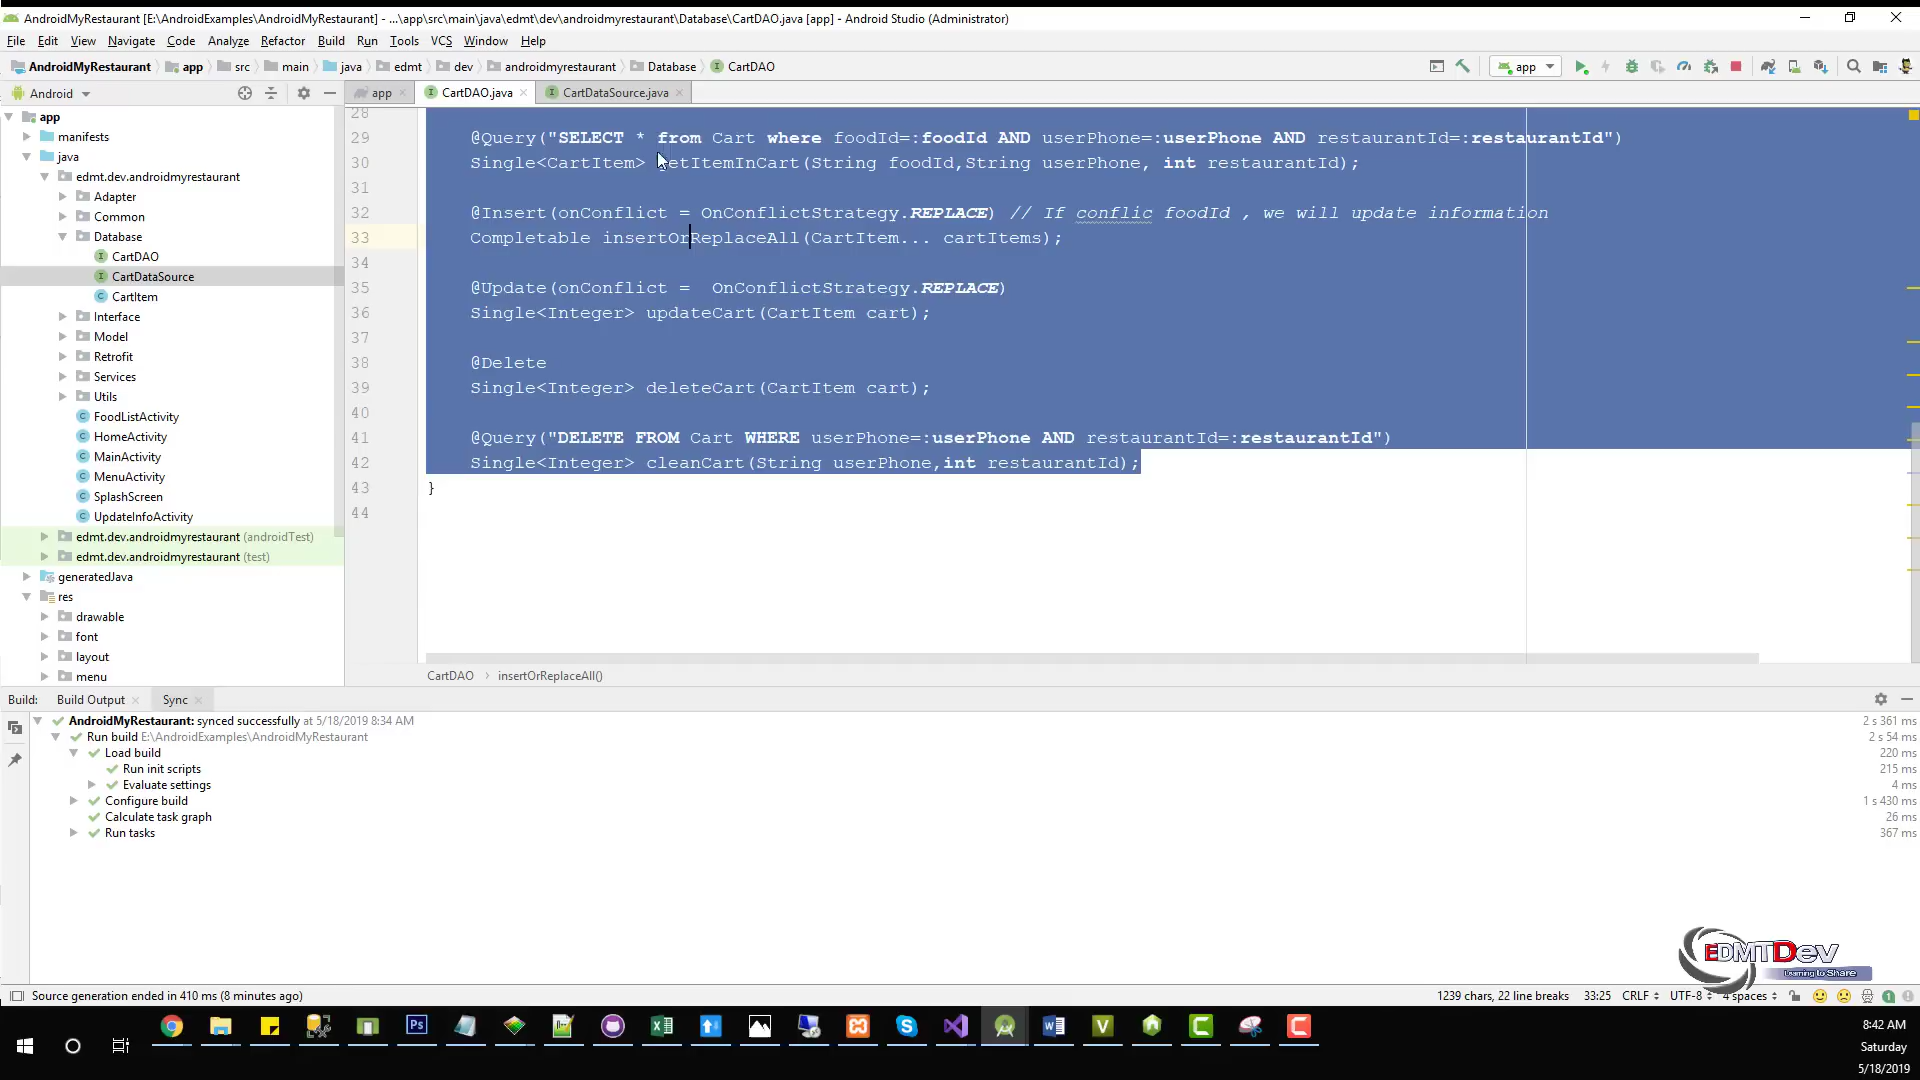 AndroidMyRestaurant [E:\AndroidExamples\AndroidMyRestaurant] - ...\app\src\main\java\edmt\dev\androidmyrestaurant\Database\CartDAO.java [app] - Android Studio (Administrator)
File Edit View Navigate Code Analyze Refactor Build Run Tools VCS Window Help
AndroidMyRestaurant app src main java edmt dev androidmyrestaurant Database CartDAO app
Android app CartDAO.java CartDataSource.java
app
manifests
java
edmt.dev.androidmyrestaurant
Adapter
Common
Database
CartDAO
CartDataSource
CartItem
Interface
Model
Retrofit
Services
Utils
FoodListActivity
HomeActivity
MainActivity
MenuActivity
SplashScreen
UpdateInfoActivity
edmt.dev.androidmyrestaurant (androidTest)
edmt.dev.androidmyrestaurant (test)
generatedJava
res
drawable
font
layout
menu
28
29 @Query("SELECT * from Cart where foodId=:foodId AND userPhone=:userPhone AND restaurantId=:restaurantId")
30 Single<CartItem> getItemInCart(String foodId,String userPhone, int restaurantId);
31
32 @Insert(onConflict = OnConflictStrategy.REPLACE) // If conflic foodId , we will update information
33 Completable insertOrReplaceAll(CartItem... cartItems);
34
35 @Update(onConflict = OnConflictStrategy.REPLACE)
36 Single<Integer> updateCart(CartItem cart);
37
38 @Delete
39 Single<Integer> deleteCart(CartItem cart);
40
41 @Query("DELETE FROM Cart WHERE userPhone=:userPhone AND restaurantId=:restaurantId")
42 Single<Integer> cleanCart(String userPhone,int restaurantId);
43 }
44
CartDAO › insertOrReplaceAll()
Build: Build Output Sync
AndroidMyRestaurant: synced successfully at 5/18/2019 8:34 AM 2 s 361 ms
Run build E:\AndroidExamples\AndroidMyRestaurant 2 s 54 ms
Load build 220 ms
Run init scripts 215 ms
Evaluate settings 4 ms
Configure build 1 s 430 ms
Calculate task graph 26 ms
Run tasks 367 ms
EDMTDev
Learning to Share
Source generation ended in 410 ms (8 minutes ago) 1239 chars, 22 line breaks 33:25 CRLF UTF-8 4 spaces 1
8:42 AM
Saturday
5/18/2019